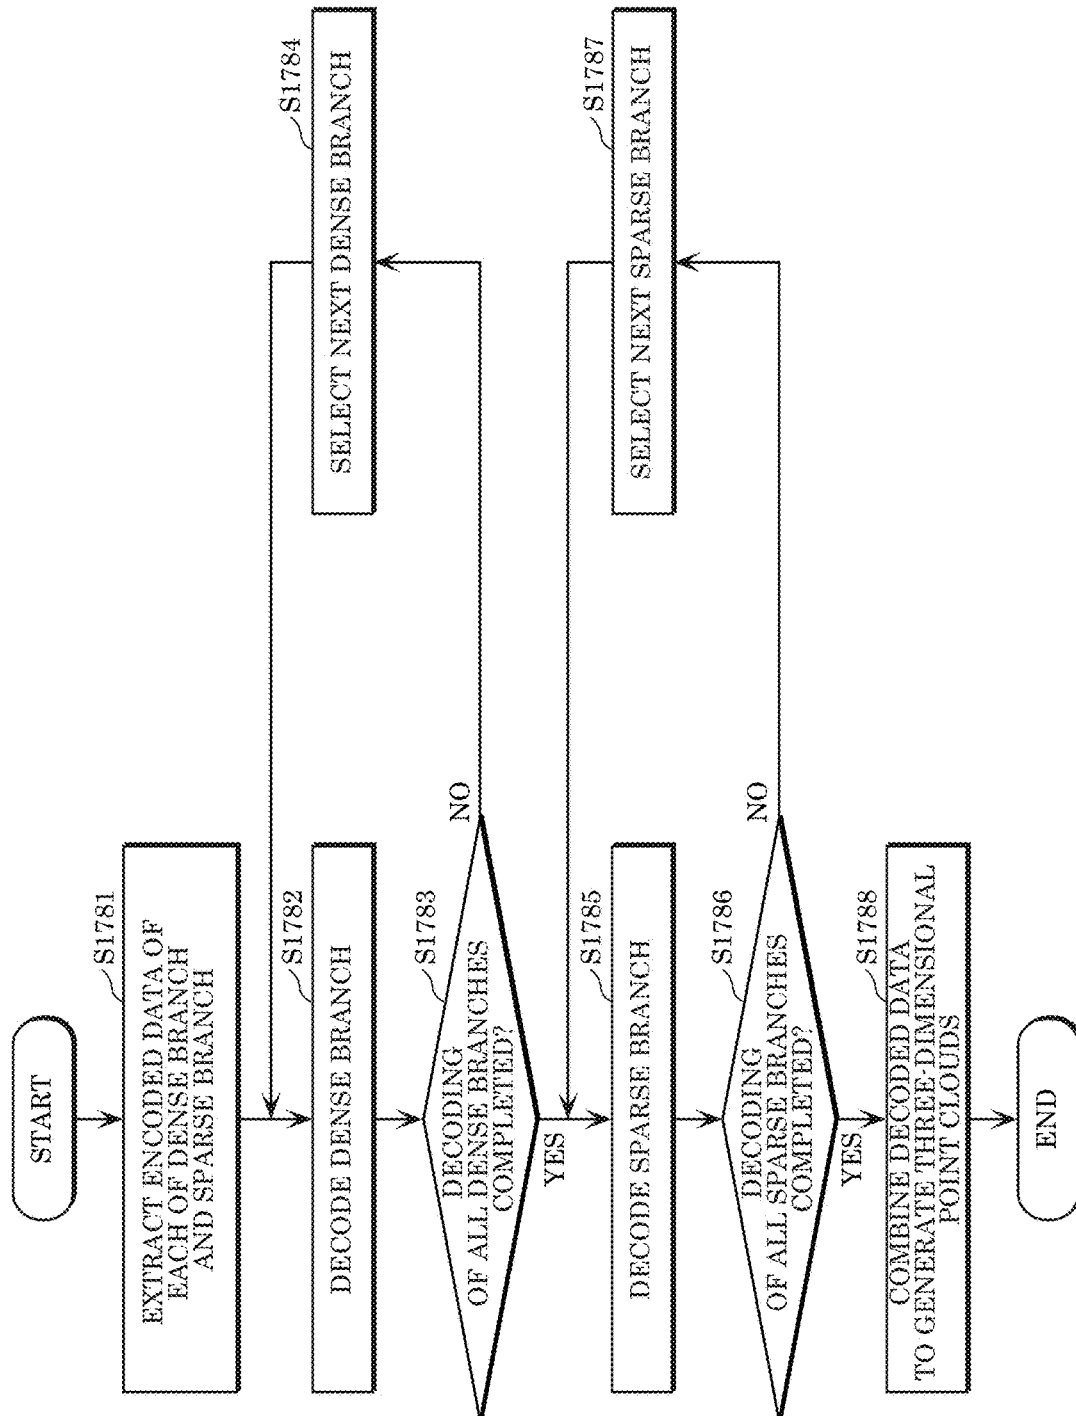 START
S1781
EXTRACT ENCODED DATA OF
EACH OF DENSE BRANCH
AND SPARSE BRANCH
S1782
DECODE DENSE BRANCH
S1783
DECODING
OF ALL DENSE BRANCHES
COMPLETED?
NO
YES
S1784
SELECT NEXT DENSE BRANCH
S1785
DECODE SPARSE BRANCH
S1786
DECODING
OF ALL SPARSE BRANCHES
COMPLETED?
NO
YES
S1787
SELECT NEXT SPARSE BRANCH
S1788
COMBINE DECODED DATA
TO GENERATE THREE-DIMENSIONAL
POINT CLOUDS
END